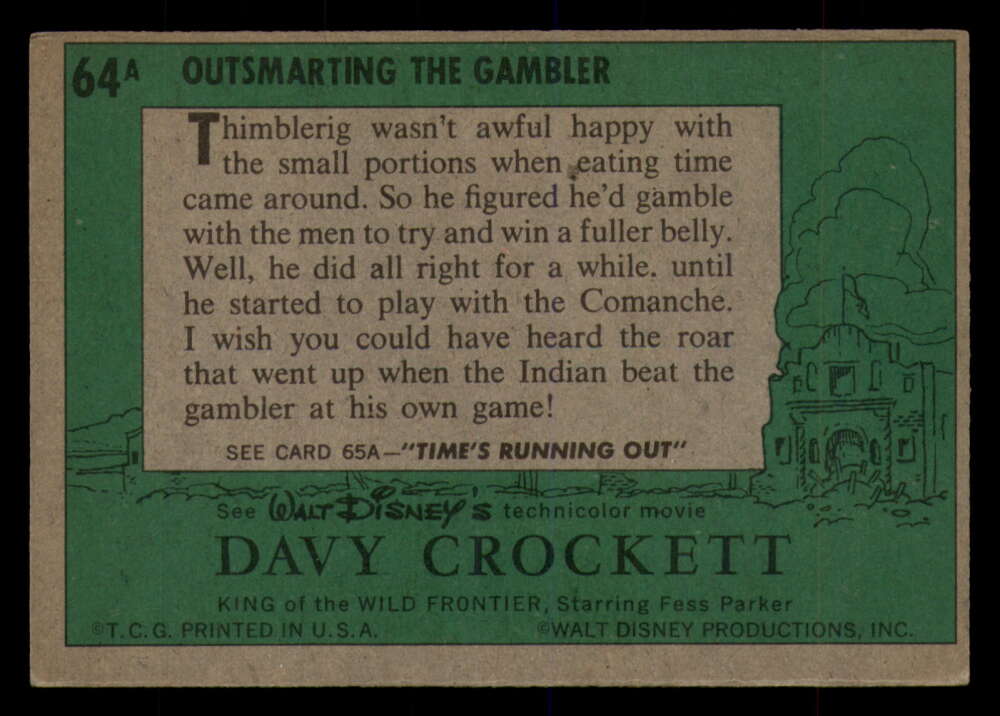 64A OUTSMARTING THE GAMBLER
Thimblerig wasn't awful happy with
the small portions when eating time
came around. So he figured he'd gamble
with the men to try and win a fuller belly.
Well, he did all right for a while. until
he started to play with the Comanche.
I wish you could have heard the roar
that went up when the Indian beat the
gambler at his own game!
SEE CARD 65A—"TIME'S RUNNING OUT"
See WALT DISNEY'S technicolor movie
DAVY CROCKETT
KING of the WILD FRONTIER, Starring Fess Parker
©T.C.G. PRINTED IN U.S.A. ©WALT DISNEY PRODUCTIONS, INC.